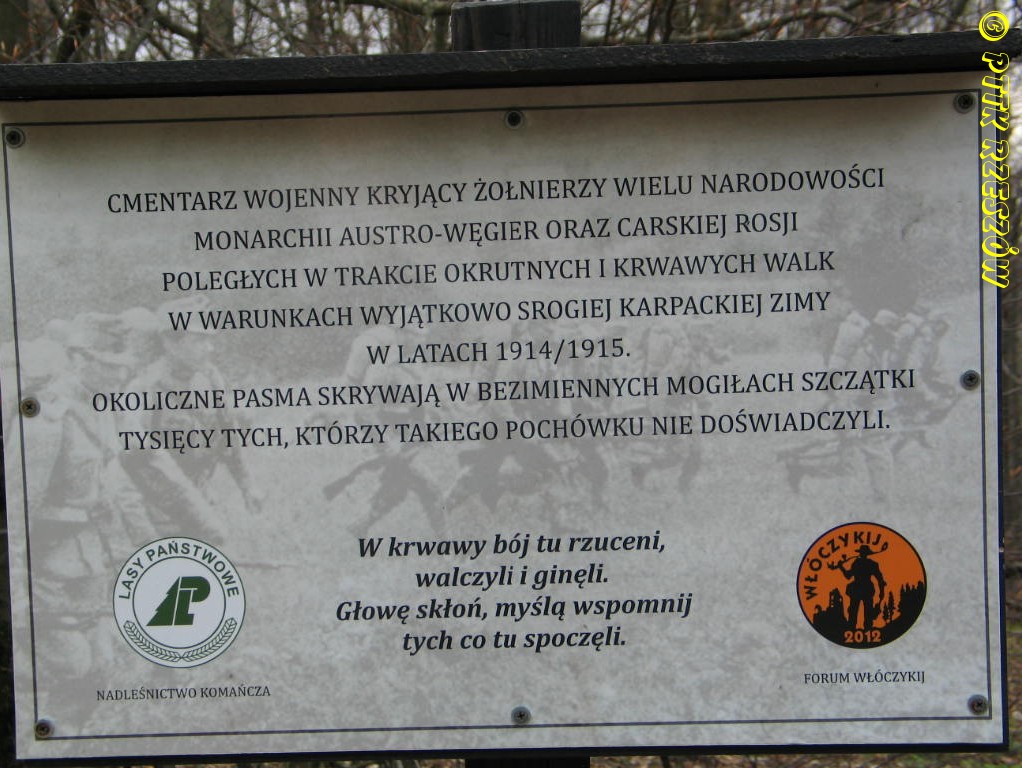 © PTTK RZESZÓW
CMENTARZ WOJENNY KRYJĄCY ŻOŁNIERZY WIELU NARODOWOŚCI
MONARCHII AUSTRO-WĘGIER ORAZ CARSKIEJ ROSJI
POLEGŁYCH W TRAKCIE OKRUTNYCH I KRWAWYCH WALK
W WARUNKACH WYJĄTKOWO SROGIEJ KARPACKIEJ ZIMY
W LATACH 1914/1915.
OKOLICZNE PASMA SKRYWAJĄ W BEZIMIENNYCH MOGIŁACH SZCZĄTKI
TYSIĘCY TYCH, KTÓRZY TAKIEGO POCHÓWKU NIE DOŚWIADCZYLI.
W krwawy bój tu rzuceni,
walczyli i ginęli.
Głowę skłoń, myślą wspomnij
tych co tu spoczęli.
LASY PAŃSTWOWE
LP
NADLEŚNICTWO KOMAŃCZA
WŁÓCZYKIJ
2012
FORUM WŁÓCZYKIJ